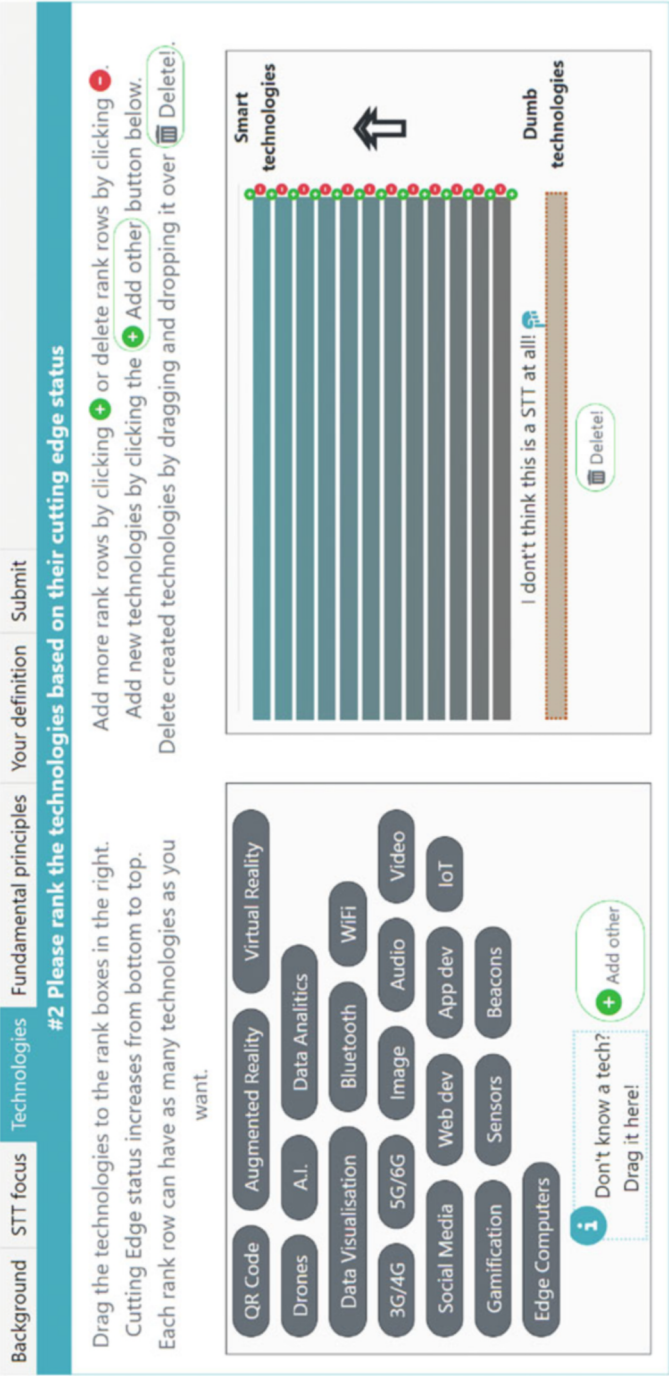 Background STT focus Technologies Fundamental principles Your definition Submit
#2 Please rank the technologies based on their cutting edge status
Drag the technologies to the rank boxes in the right.
Cutting Edge status increases from bottom to top.
Each rank row can have as many technologies as you
want.
Add more rank rows by clicking + or delete rank rows by clicking -.
Add new technologies by clicking the + Add other button below.
Delete created technologies by dragging and dropping it over Delete!.
QR Code Augmented Reality Virtual Reality
Drones A.I. Data Analitics
Data Visualisation Bluetooth WiFi
3G/4G 5G/6G Image Audio Video
Social Media Web dev App dev IoT
Gamification Sensors Beacons
Edge Computers
i Don't know a tech?
Drag it here!
+ Add other
Smart
technologies
Dumb
technologies
I dont't think this is a STT at all!
Delete!